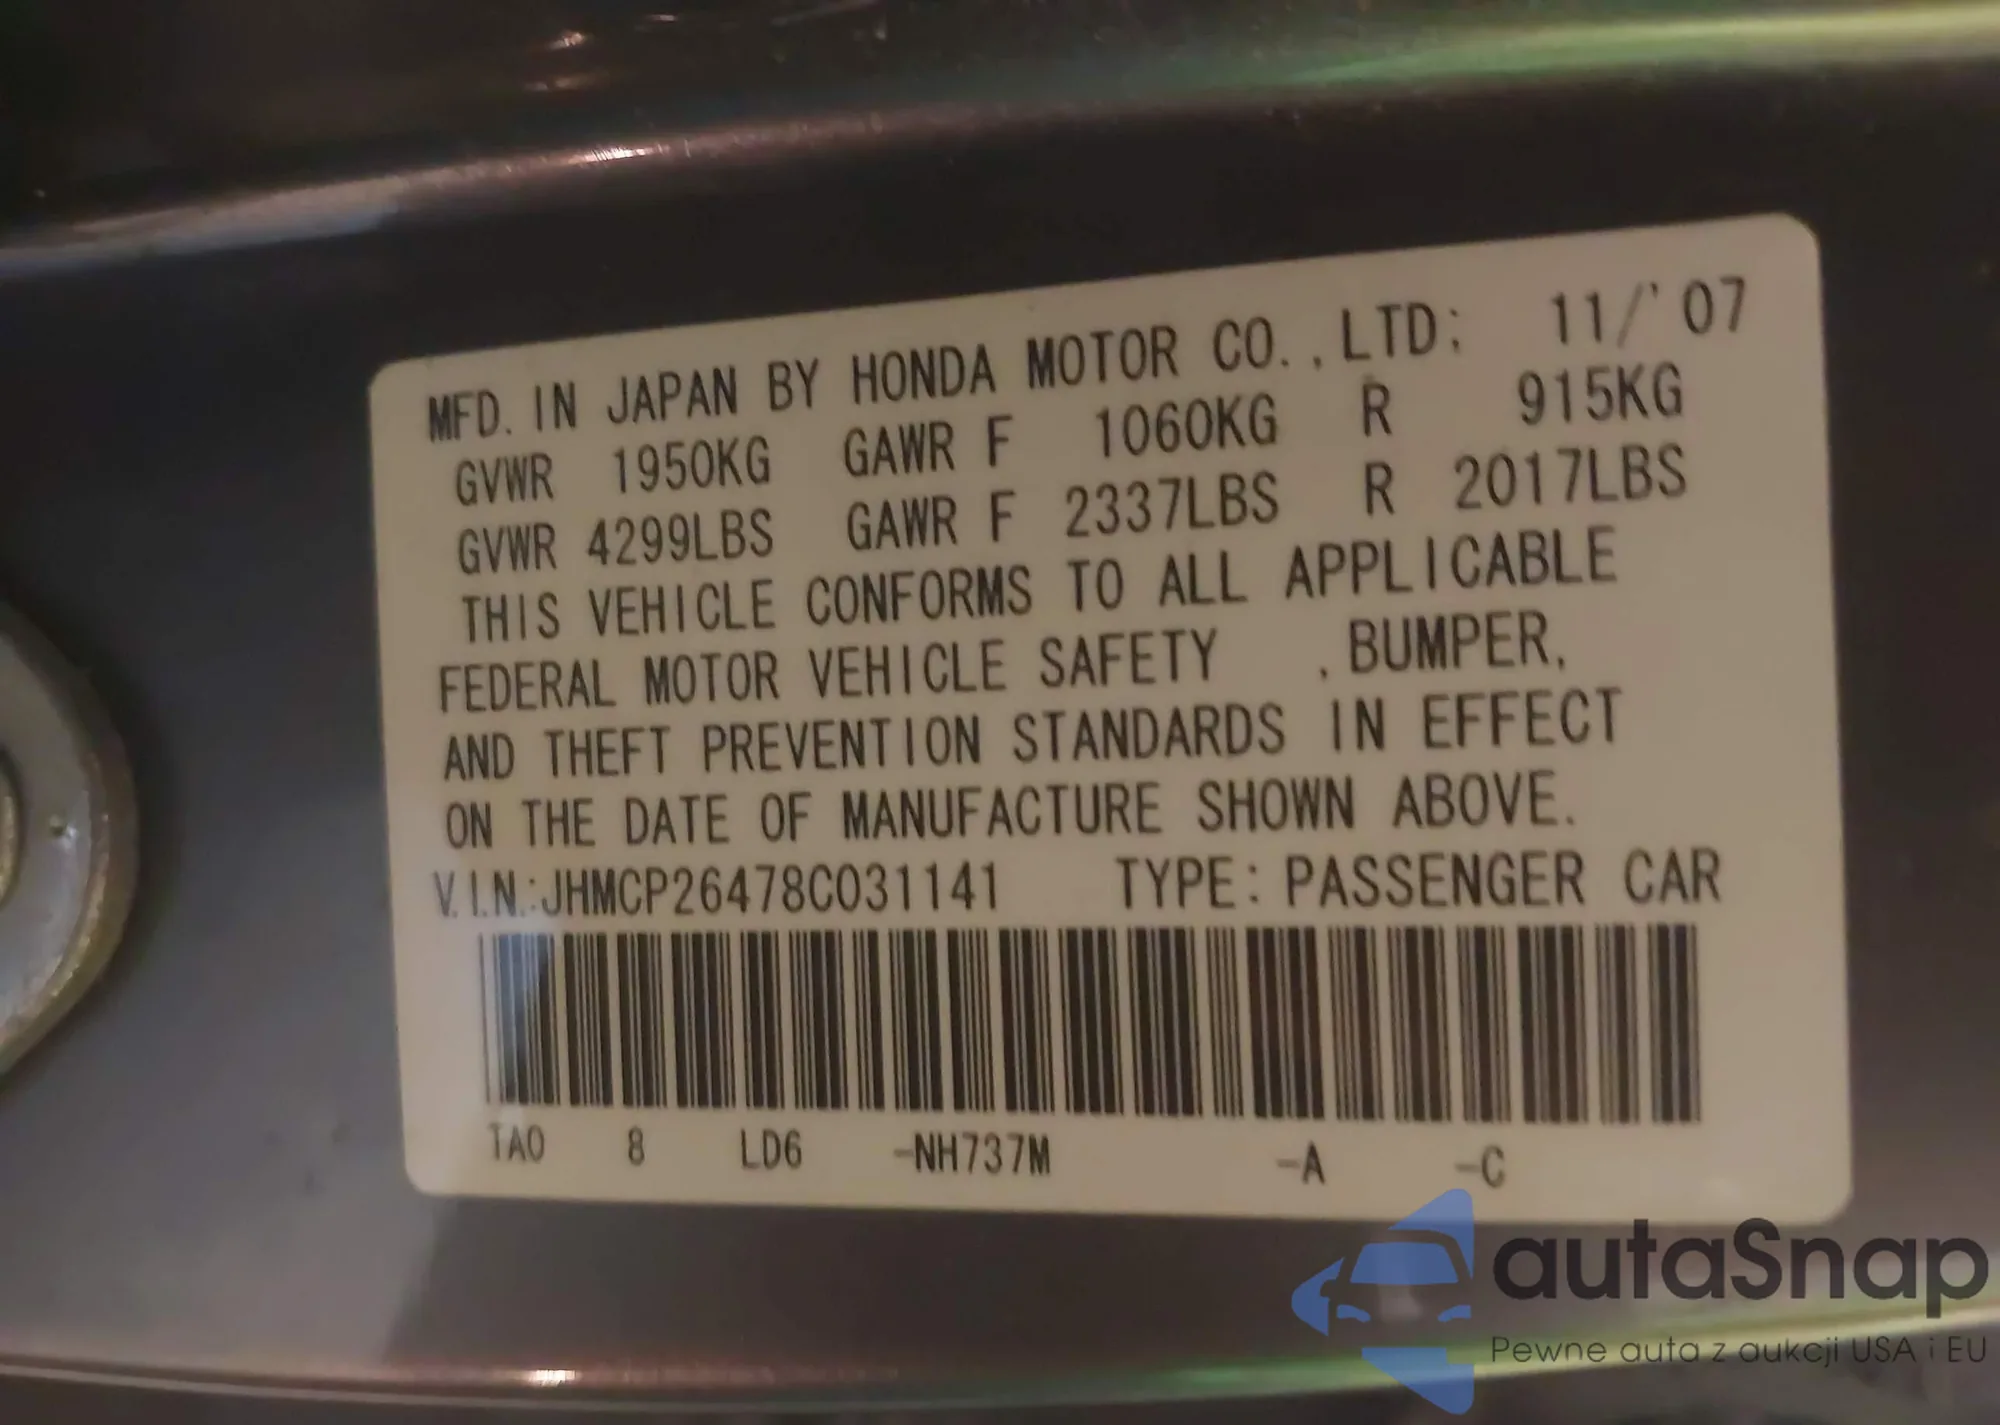 MFD. IN JAPAN BY HONDA MOTOR CO.,LTD; 11/'07
GVWR 1950KG GAWR F 1060KG R 915KG
GVWR 4299LBS GAWR F 2337LBS R 2017LBS
THIS VEHICLE CONFORMS TO ALL APPLICABLE
FEDERAL MOTOR VEHICLE SAFETY ,BUMPER,
AND THEFT PREVENTION STANDARDS IN EFFECT
ON THE DATE OF MANUFACTURE SHOWN ABOVE.
V.I.N.:JHMCP26478C031141 TYPE: PASSENGER CAR
TA0 8 LD6 -NH737M -A -C
autaSnap
Pewne auta z aukcji USA i EU